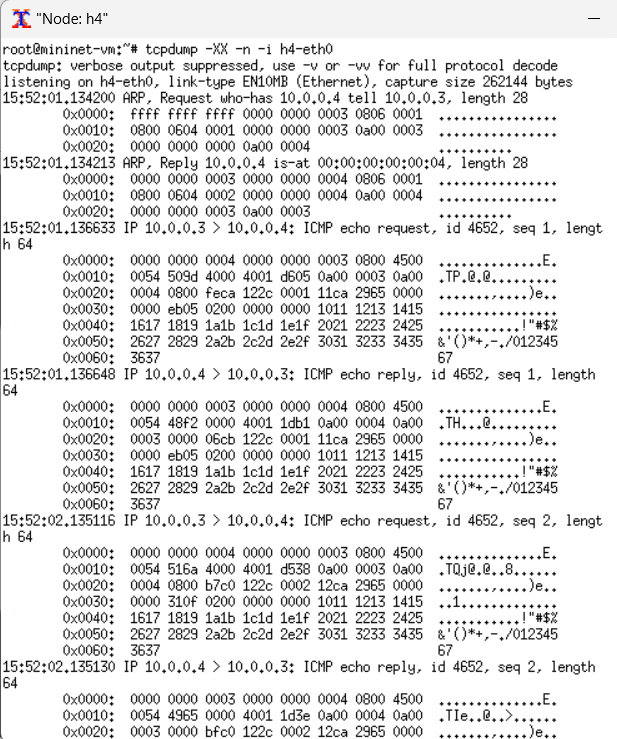 "Node: h4"
root@mininet-vm:~# tcpdump -XX -n -i h4-eth0
tcpdump: verbose output suppressed, use -v or -vv for full protocol decode
listening on h4-eth0, link-type EN10MB (Ethernet), capture size 262144 bytes
15:52:01.134200 ARP, Request who-has 10.0.0.4 tell 10.0.0.3, length 28
        0x0000:  ffff ffff ffff 0000 0000 0003 0806 0001  ................
        0x0010:  0800 0604 0001 0000 0000 0003 0a00 0003  ................
        0x0020:  0000 0000 0000 0a00 0004                 ..........
15:52:01.134213 ARP, Reply 10.0.0.4 is-at 00:00:00:00:00:04, length 28
        0x0000:  0000 0000 0003 0000 0000 0004 0806 0001  ................
        0x0010:  0800 0604 0002 0000 0000 0004 0a00 0004  ................
        0x0020:  0000 0000 0003 0a00 0003                 ..........
15:52:01.136633 IP 10.0.0.3 > 10.0.0.4: ICMP echo request, id 4652, seq 1, lengt
h 64
        0x0000:  0000 0000 0004 0000 0000 0003 0800 4500  ..............E.
        0x0010:  0054 509d 4000 4001 d605 0a00 0003 0a00  .TP.@.@.........
        0x0020:  0004 0800 feca 122c 0001 11ca 2965 0000  .......,....)e..
        0x0030:  0000 eb05 0200 0000 0000 1011 1213 1415  ................
        0x0040:  1617 1819 1a1b 1c1d 1e1f 2021 2223 2425  ...........!"#$%
        0x0050:  2627 2829 2a2b 2c2d 2e2f 3031 3233 3435  &'()*+,-./012345
        0x0060:  3637                                     67
15:52:01.136648 IP 10.0.0.4 > 10.0.0.3: ICMP echo reply, id 4652, seq 1, length
64
        0x0000:  0000 0000 0003 0000 0000 0004 0800 4500  ..............E.
        0x0010:  0054 48f2 0000 4001 1db1 0a00 0004 0a00  .TH...@.........
        0x0020:  0003 0000 06cb 122c 0001 11ca 2965 0000  .......,....)e..
        0x0030:  0000 eb05 0200 0000 0000 1011 1213 1415  ................
        0x0040:  1617 1819 1a1b 1c1d 1e1f 2021 2223 2425  ...........!"#$%
        0x0050:  2627 2829 2a2b 2c2d 2e2f 3031 3233 3435  &'()*+,-./012345
        0x0060:  3637                                     67
15:52:02.135116 IP 10.0.0.3 > 10.0.0.4: ICMP echo request, id 4652, seq 2, lengt
h 64
        0x0000:  0000 0000 0004 0000 0000 0003 0800 4500  ..............E.
        0x0010:  0054 516a 4000 4001 d538 0a00 0003 0a00  .TQj@.@..8......
        0x0020:  0004 0800 b7c0 122c 0002 12ca 2965 0000  .......,....)e..
        0x0030:  0000 310f 0200 0000 0000 1011 1213 1415  ..1.............
        0x0040:  1617 1819 1a1b 1c1d 1e1f 2021 2223 2425  ...........!"#$%
        0x0050:  2627 2829 2a2b 2c2d 2e2f 3031 3233 3435  &'()*+,-./012345
        0x0060:  3637                                     67
15:52:02.135130 IP 10.0.0.4 > 10.0.0.3: ICMP echo reply, id 4652, seq 2, length
64
        0x0000:  0000 0000 0003 0000 0000 0004 0800 4500  ..............E.
        0x0010:  0054 4965 0000 4001 1d3e 0a00 0004 0a00  .TIe..@..>......
        0x0020:  0003 0000 bfc0 122c 0002 12ca 2965 0000  .......,....)e..